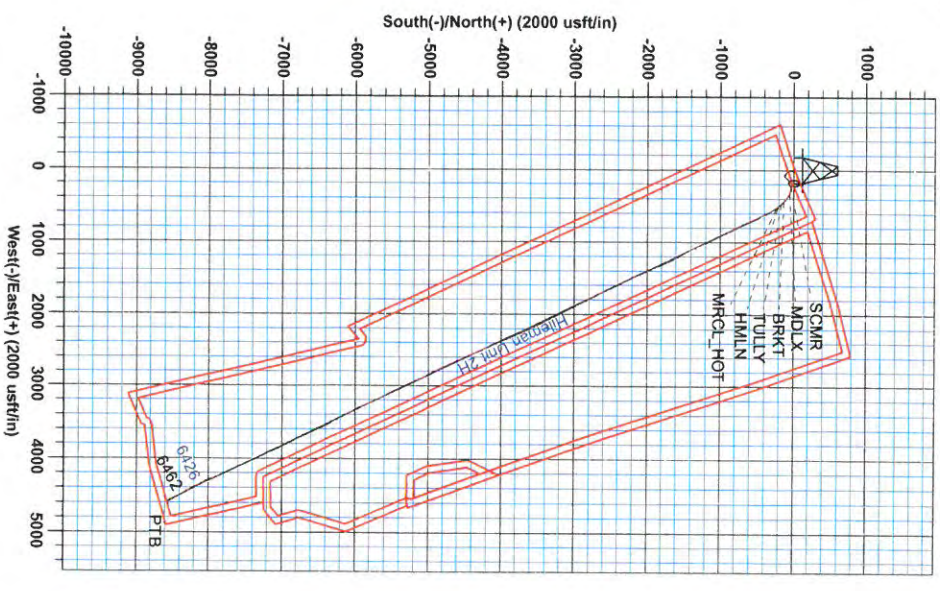 South(-)/North(+) (2000 usft/in)
-10000
-9000
-8000
-7000
-6000
-5000
-4000
-3000
-2000
-1000
0
1000
-1000
0
1000
2000
3000
4000
5000
West(-)/East(+) (2000 usft/in)
SCMR
MDLX
BRKT
TULLY
HMLN
MRCL_HOT
Hileman Unit 2H
6426
6462
PTB